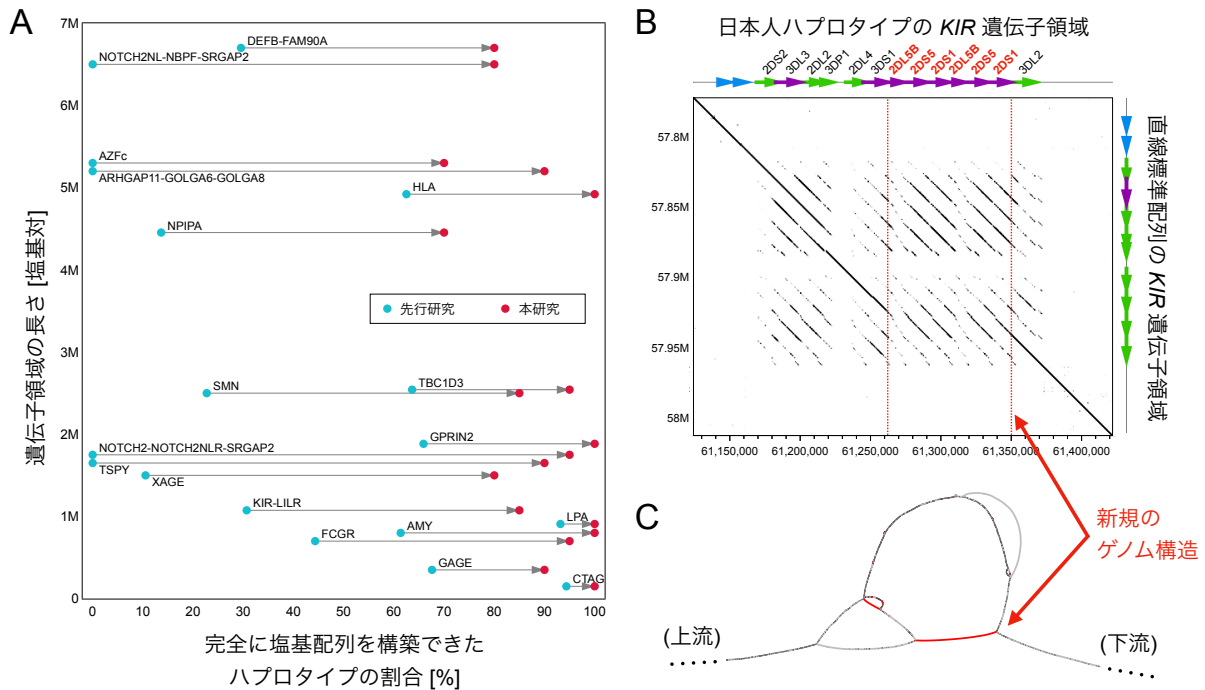 A
7M
6M
5M
4M
3M
2M
1M
0
遺伝子領域の長さ [塩基対]
DEFB-FAM90A
NOTCH2NL-NBPF-SRGAP2
AZFc
ARHGAP11-GOLGA6-GOLGA8
HLA
NPIPA
先行研究
本研究
SMN
TBC1D3
GPRIN2
NOTCH2-NOTCH2NLR-SRGAP2
TSPY
XAGE
KIR-LILR
LPA
AMY
FCGR
GAGE
CTAG
0 10 20 30 40 50 60 70 80 90 100
完全に塩基配列を構築できた
ハプロタイプの割合 [%]
B
日本人ハプロタイプの KIR 遺伝子領域
2DS2
3DL3
2DL2
3DP1
2DL4
3DS1
2DL5B
2DS5
2DS1
2DL5B
2DS5
2DS1
3DL2
57.8M
57.85M
57.9M
57.95M
58M
61,150,000 61,200,000 61,250,000 61,300,000 61,350,000 61,400,000
直線標準配列の KIR 遺伝子領域
C
新規の
ゲノム構造
(上流)
(下流)